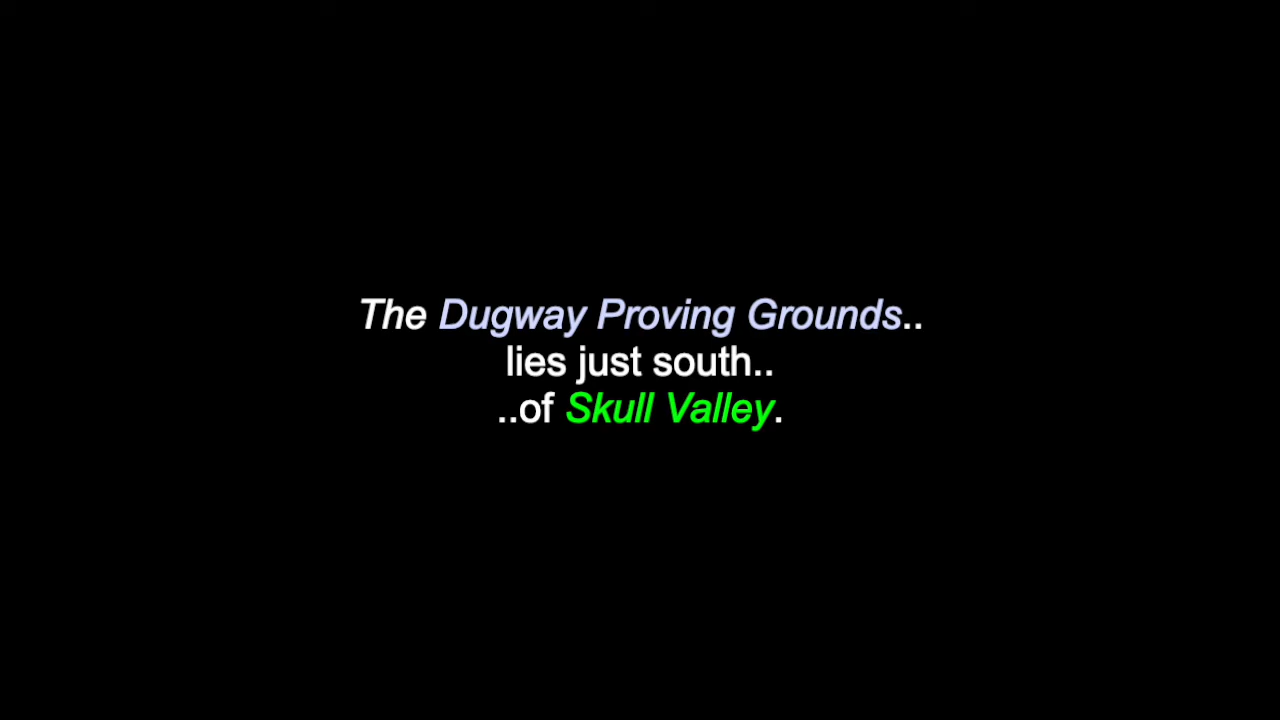 The Dugway Proving Grounds..
lies just south..
..of Skull Valley.